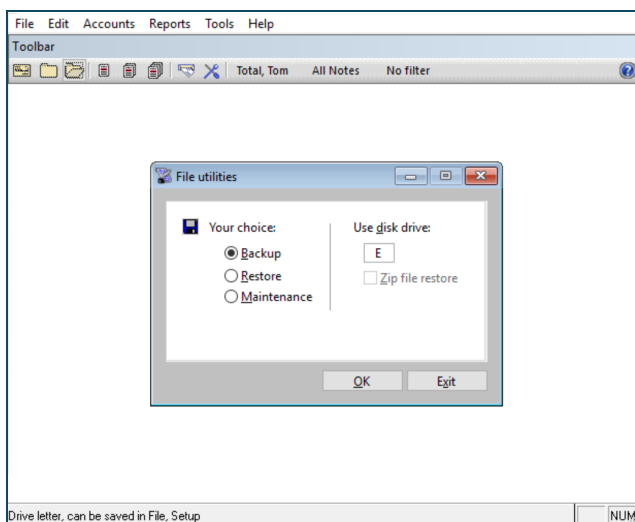 File Edit Accounts Reports Tools Help
Toolbar
Total, Tom All Notes No filter
File utilities
Your choice:
Use disk drive:
Backup
E
Restore
Zip file restore
Maintenance
OK Exit
Drive letter, can be saved in File, Setup
NUM